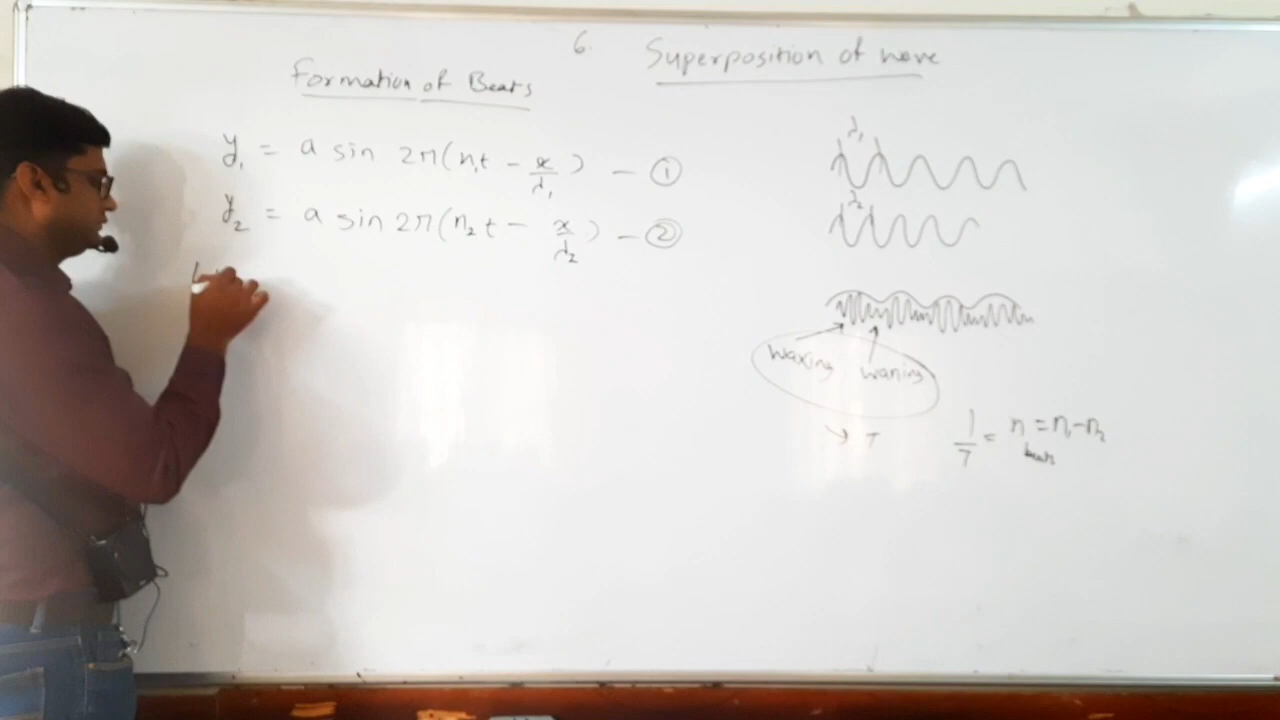 6. Superposition of wave
Formation of Beats
y₁ = a sin 2π(n₁t - x/λ₁) - ①
y₂ = a sin 2π(n₂t - x/λ₂) - ②
λ₁
λ₂
waxing
waning
→ T
1/T = n = n₁-n₂
beats